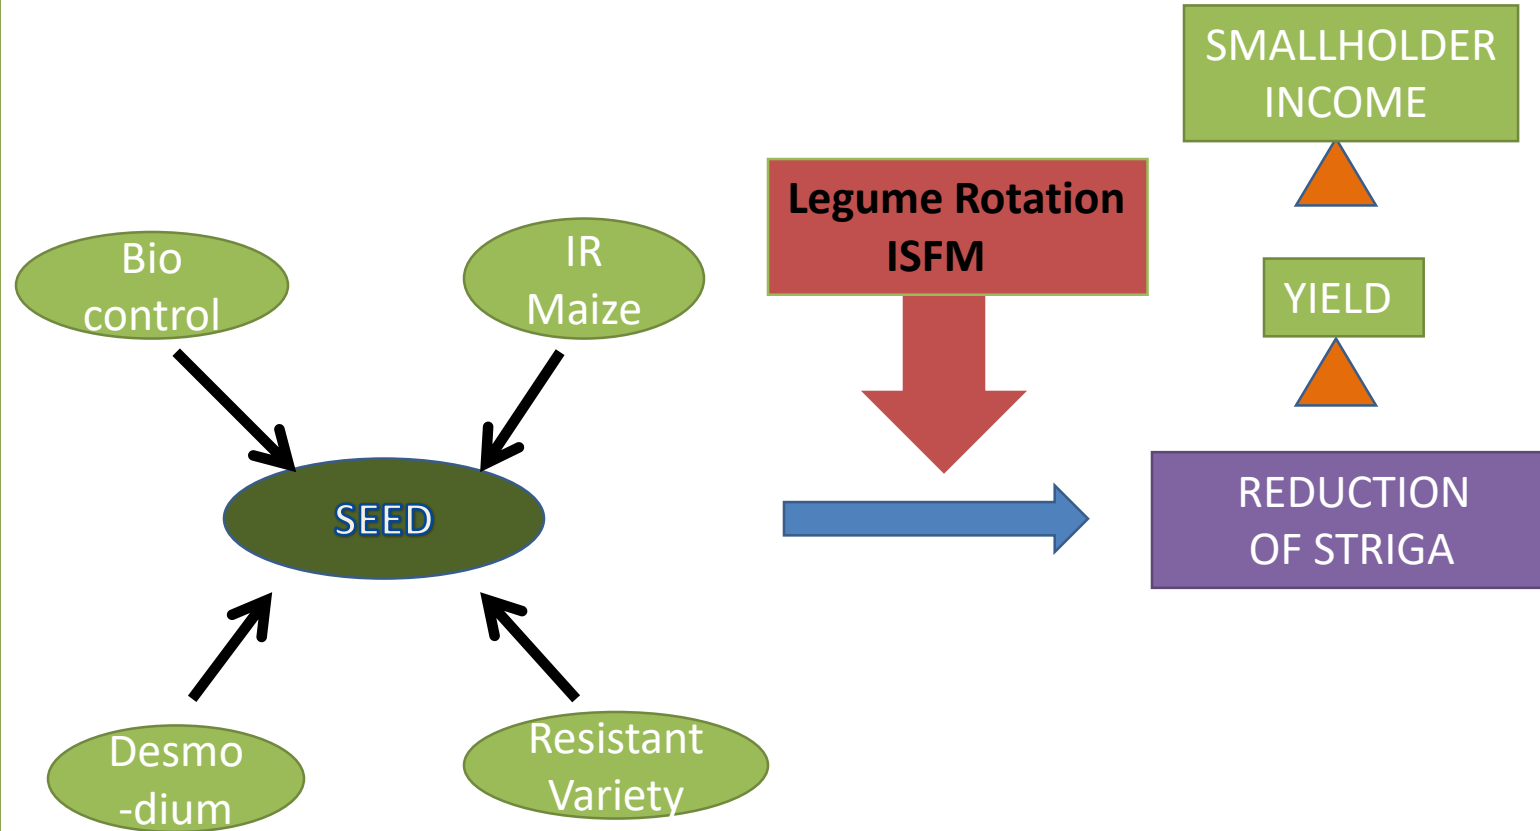 SMALLHOLDER
INCOME
Legume Rotation
ISFM
Bio
control
IR
Maize
YIELD
SEED
REDUCTION
OF STRIGA
Desmo
-dium
Resistant
Variety